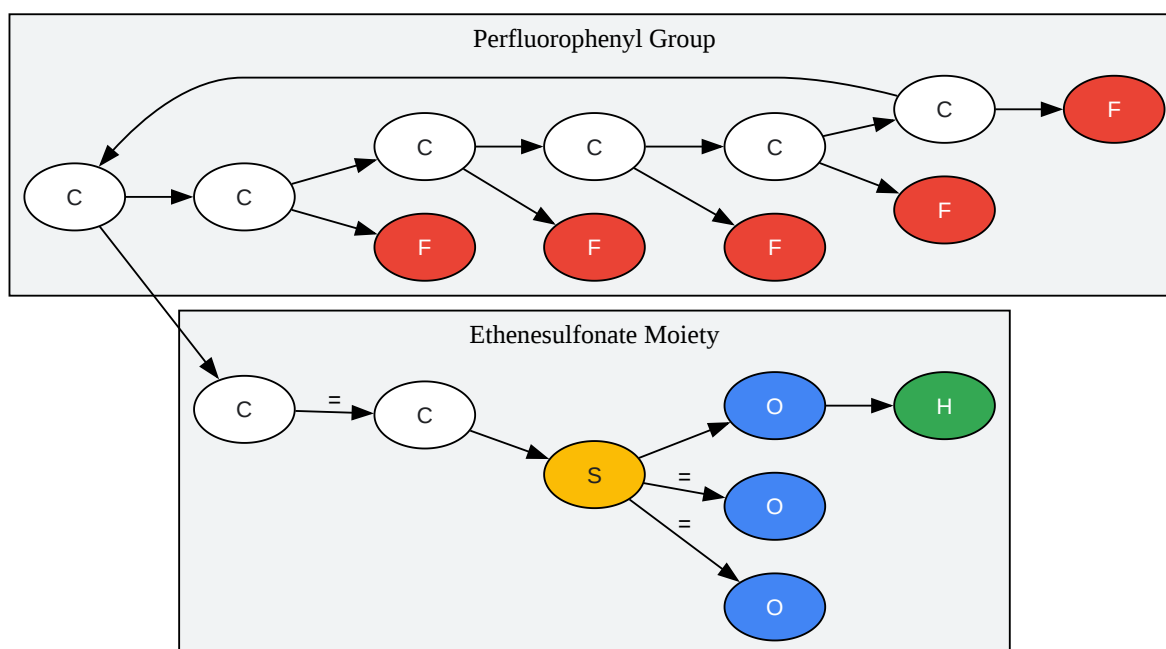 Perfluorophenyl Group
C
F
C
C
C
C
C
F
F
F
F
Ethenesulfonate Moiety
C
=
C
O
H
S
=
O
=
O